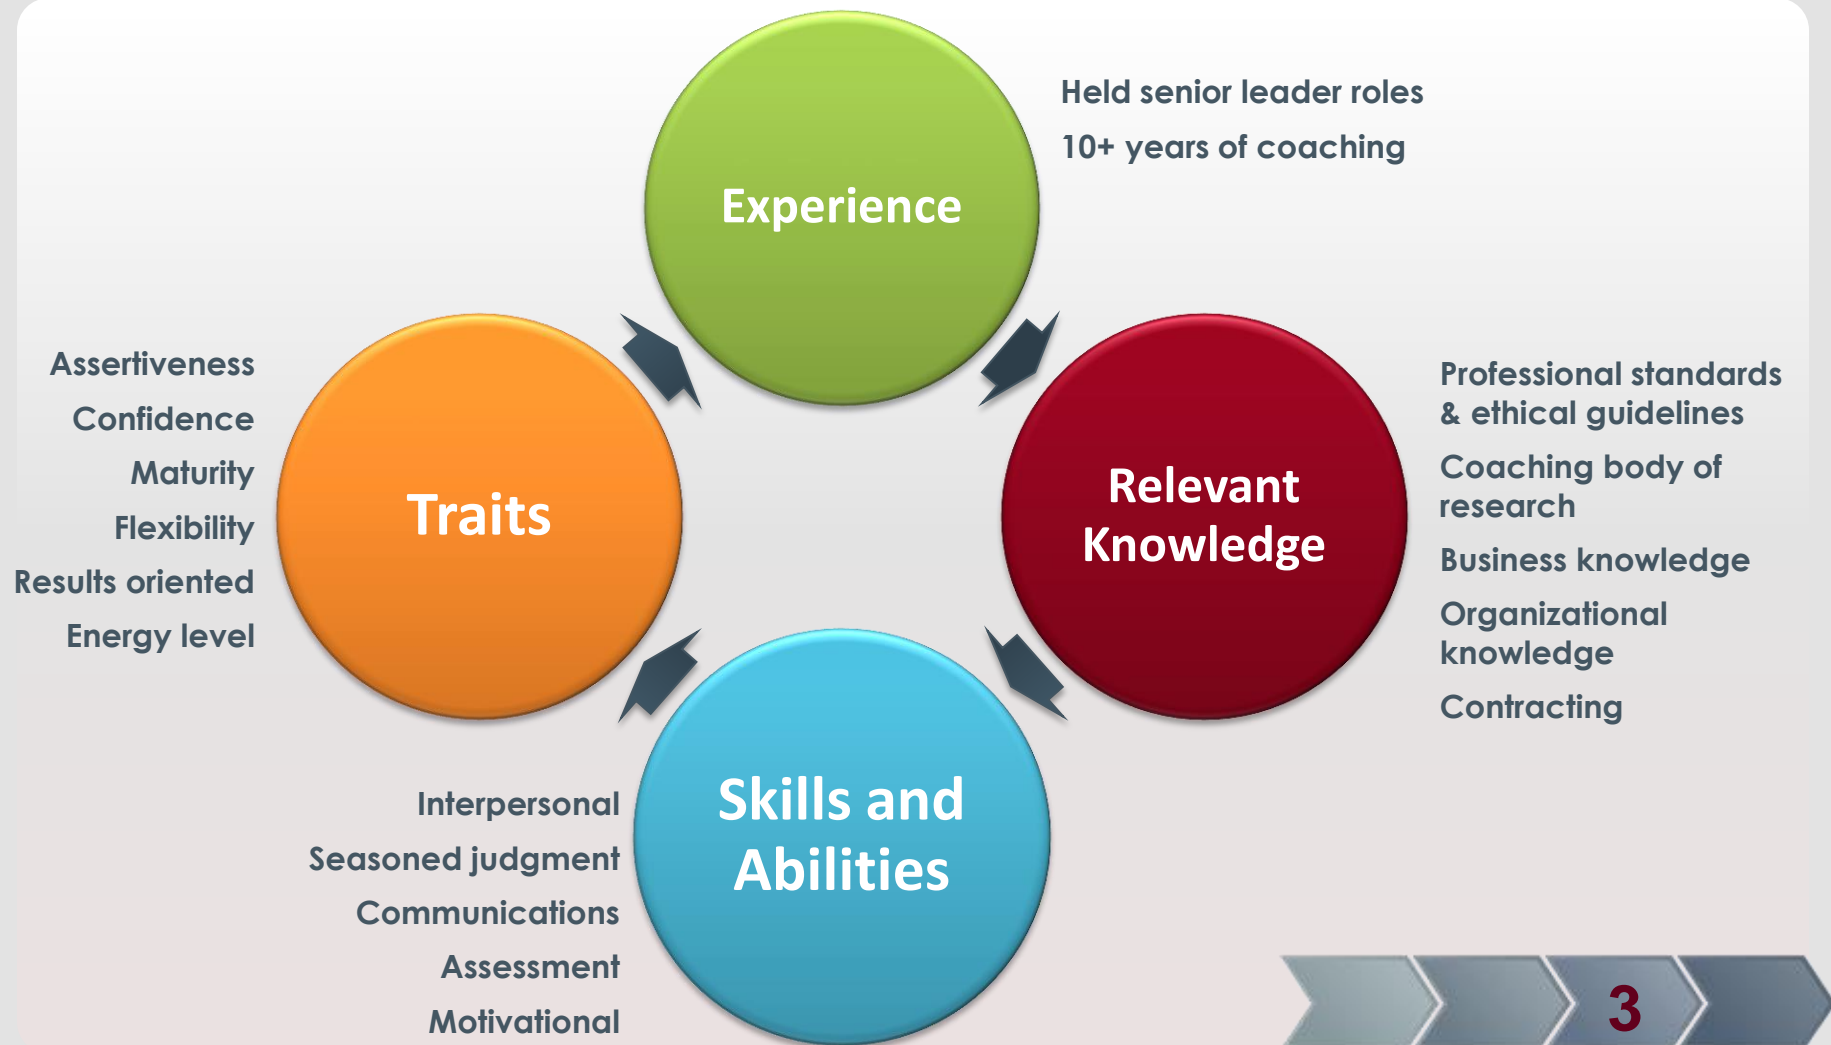 Experience
Held senior leader roles
10+ years of coaching
Traits
Assertiveness
Confidence
Maturity
Flexibility
Results oriented
Energy level
Relevant
Knowledge
Professional standards
& ethical guidelines
Coaching body of
research
Business knowledge
Organizational
knowledge
Contracting
Skills and
Abilities
Interpersonal
Seasoned judgment
Communications
Assessment
Motivational
3